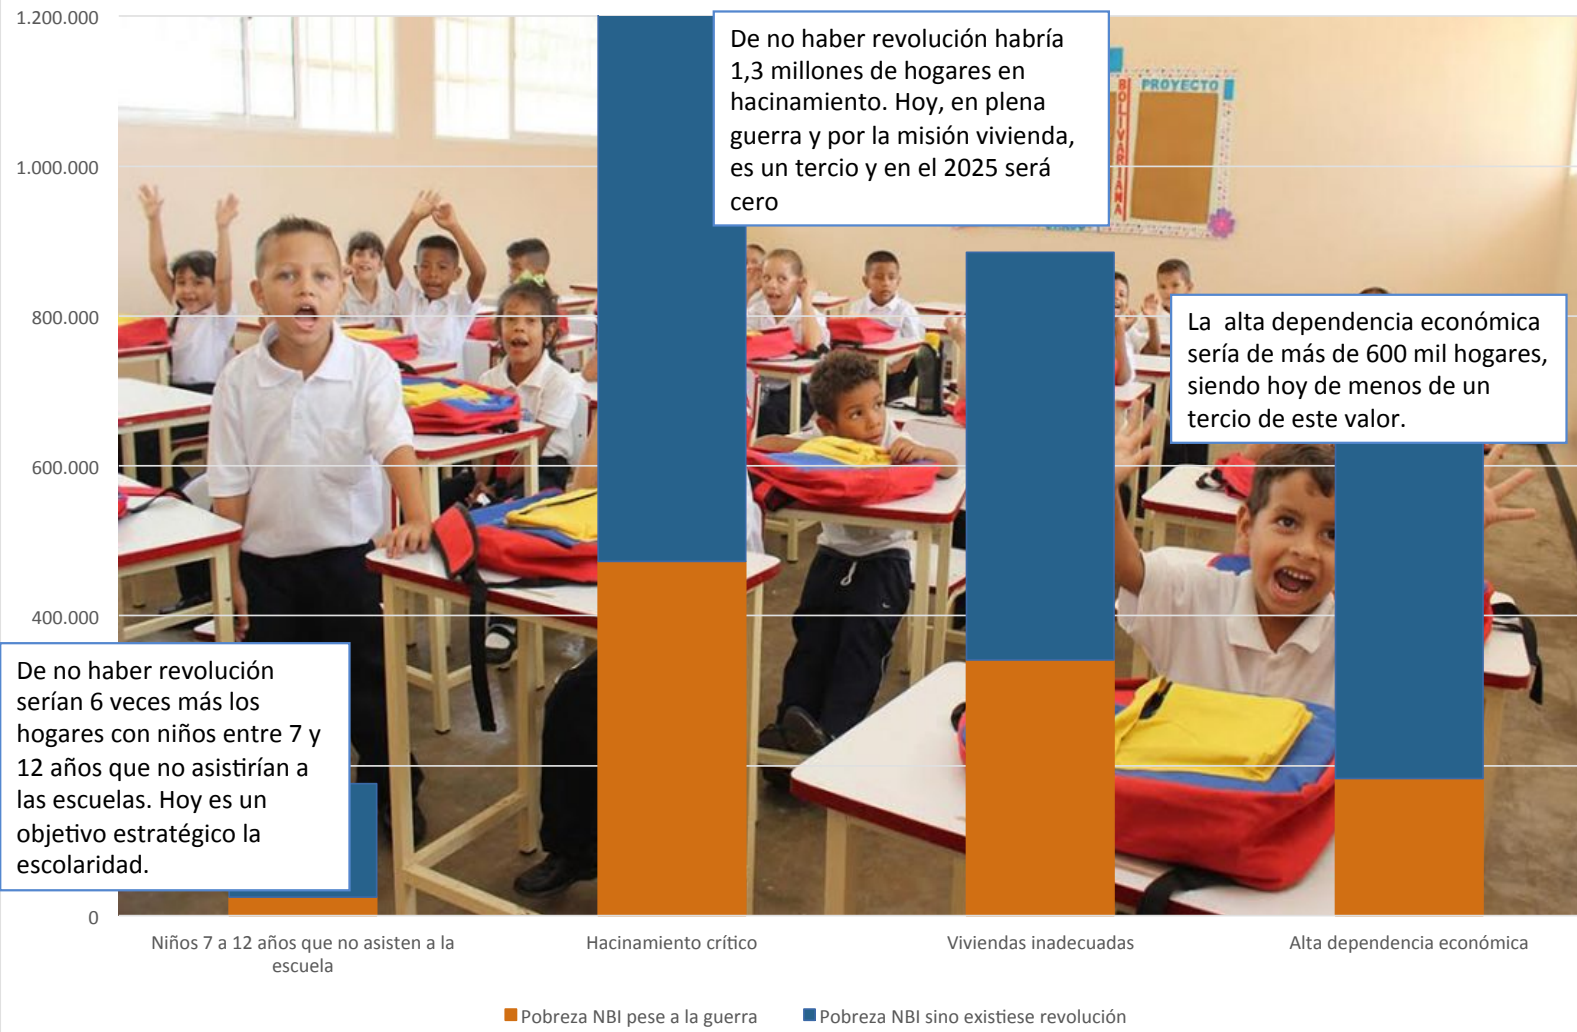 1.200.000
1.000.000
800.000
600.000
400.000
0
De no haber revolución habría
1,3 millones de hogares en
hacinamiento. Hoy, en plena
guerra y por la misión vivienda,
es un tercio y en el 2025 será
cero
PROYECTO
BOLIVARIANA
La alta dependencia económica
sería de más de 600 mil hogares,
siendo hoy de menos de un
tercio de este valor.
De no haber revolución
serían 6 veces más los
hogares con niños entre 7 y
12 años que no asistirían a
las escuelas. Hoy es un
objetivo estratégico la
escolaridad.
Niños 7 a 12 años que no asisten a la
escuela
Hacinamiento crítico
Viviendas inadecuadas
Alta dependencia económica
Pobreza NBI pese a la guerra
Pobreza NBI sino existiese revolución